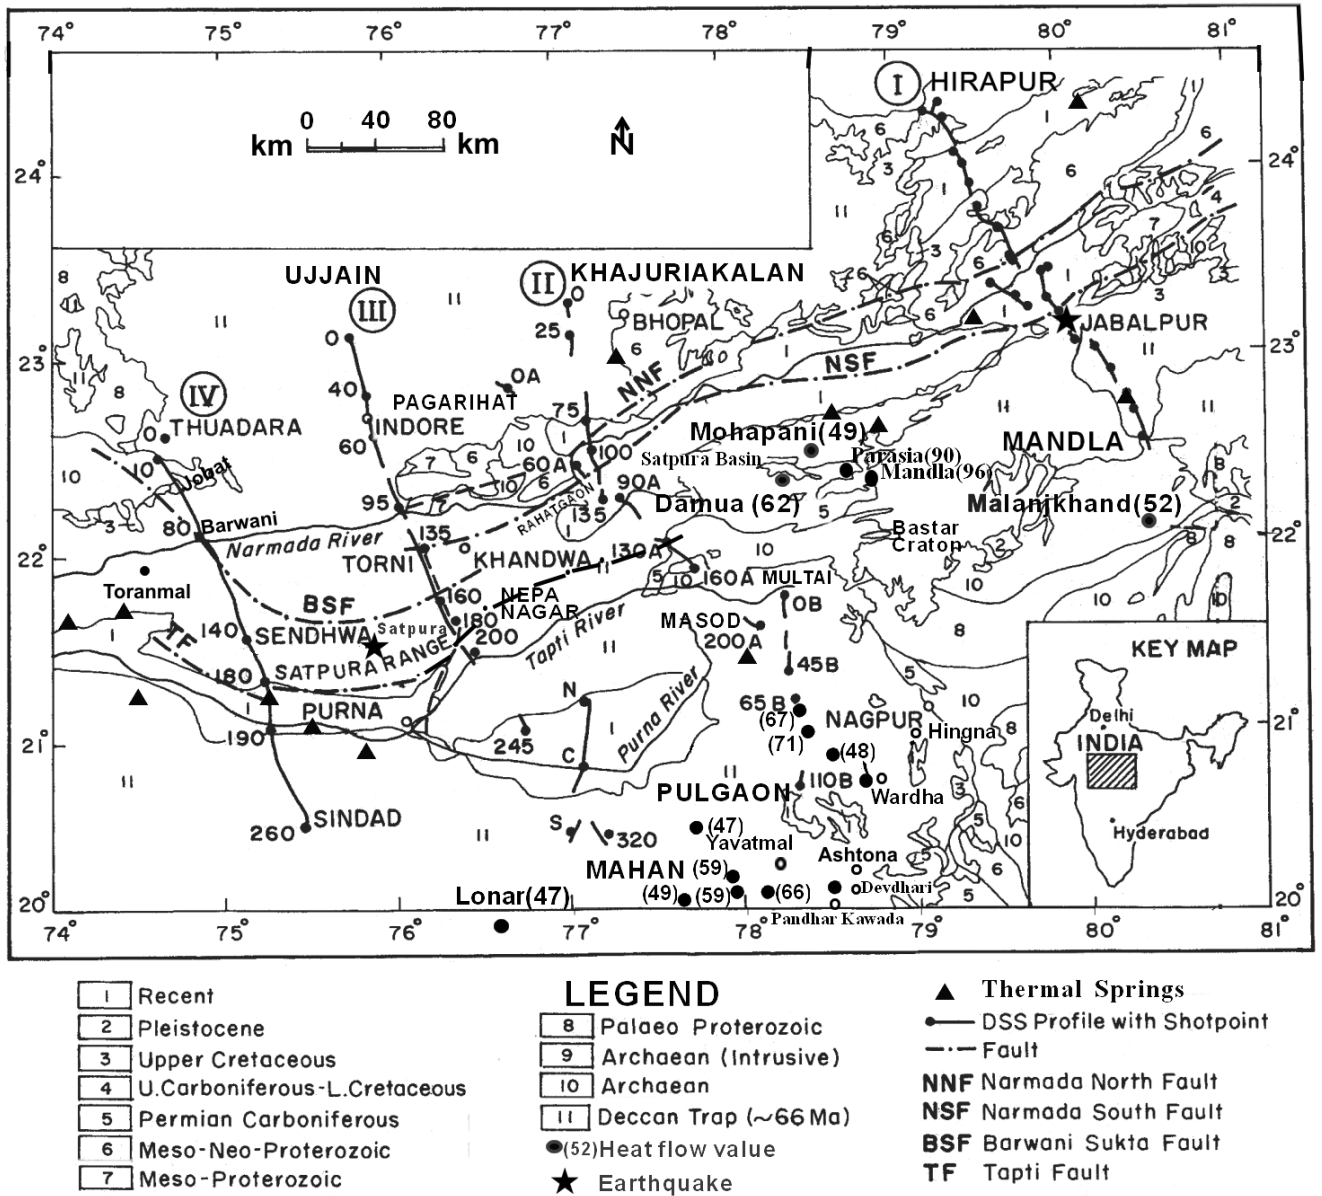 74° 75° 76° 77° 78° 79° 80° 81°
I HIRAPUR
0 40 80
km km
N
24° 24°
UJJAIN
III
II KHAJURIAKALAN
0
25
BHOPAL
JABALPUR
0
23° 23°
IV
THUADARA
0
10
40
PAGARIHAT
0A
INDORE
60
NNF
NSF
75
Mohapani(49)
Satpura Basin
Parasia(90)
Mandla(96)
MANDLA
Malanjkhand(52)
Damua (62)
100
60A
90A
RAHATGAON
135
Jobat
80
Barwani
95
Narmada River
135
TORNI
KHANDWA
130A
160A
Bastar
Craton
22° 22°
MULTAI
0B
Toranmal
BSF
160
NEPA
NAGAR
180
200
MASOD
200A
140
SENDHWA
Satpura
TF
SATPURA RANGE
Tapti River
45B
180
PURNA
190
N
245
C
Purna River
65B
(67)
(71)
NAGPUR
Hingna
(48)
21° 21°
PULGAON
110B
Wardha
SINDAD
260
S
320
(47)
Yavatmal
MAHAN (59)
Ashtona
(49) (59) (66)
Devdhari
Lonar(47)
Pandhar Kawada
20° 20°
74° 75° 76° 77° 78° 79° 80° 81°
KEY MAP
Delhi
INDIA
Hyderabad
LEGEND
1 Recent
2 Pleistocene
3 Upper Cretaceous
4 U.Carboniferous-L.Cretaceous
5 Permian Carboniferous
6 Meso-Neo-Proterozoic
7 Meso-Proterozoic
8 Palaeo Proterozoic
9 Archaean (Intrusive)
10 Archaean
11 Deccan Trap (~66 Ma)
(52) Heat flow value
Earthquake
Thermal Springs
DSS Profile with Shotpoint
Fault
NNF Narmada North Fault
NSF Narmada South Fault
BSF Barwani Sukta Fault
TF Tapti Fault